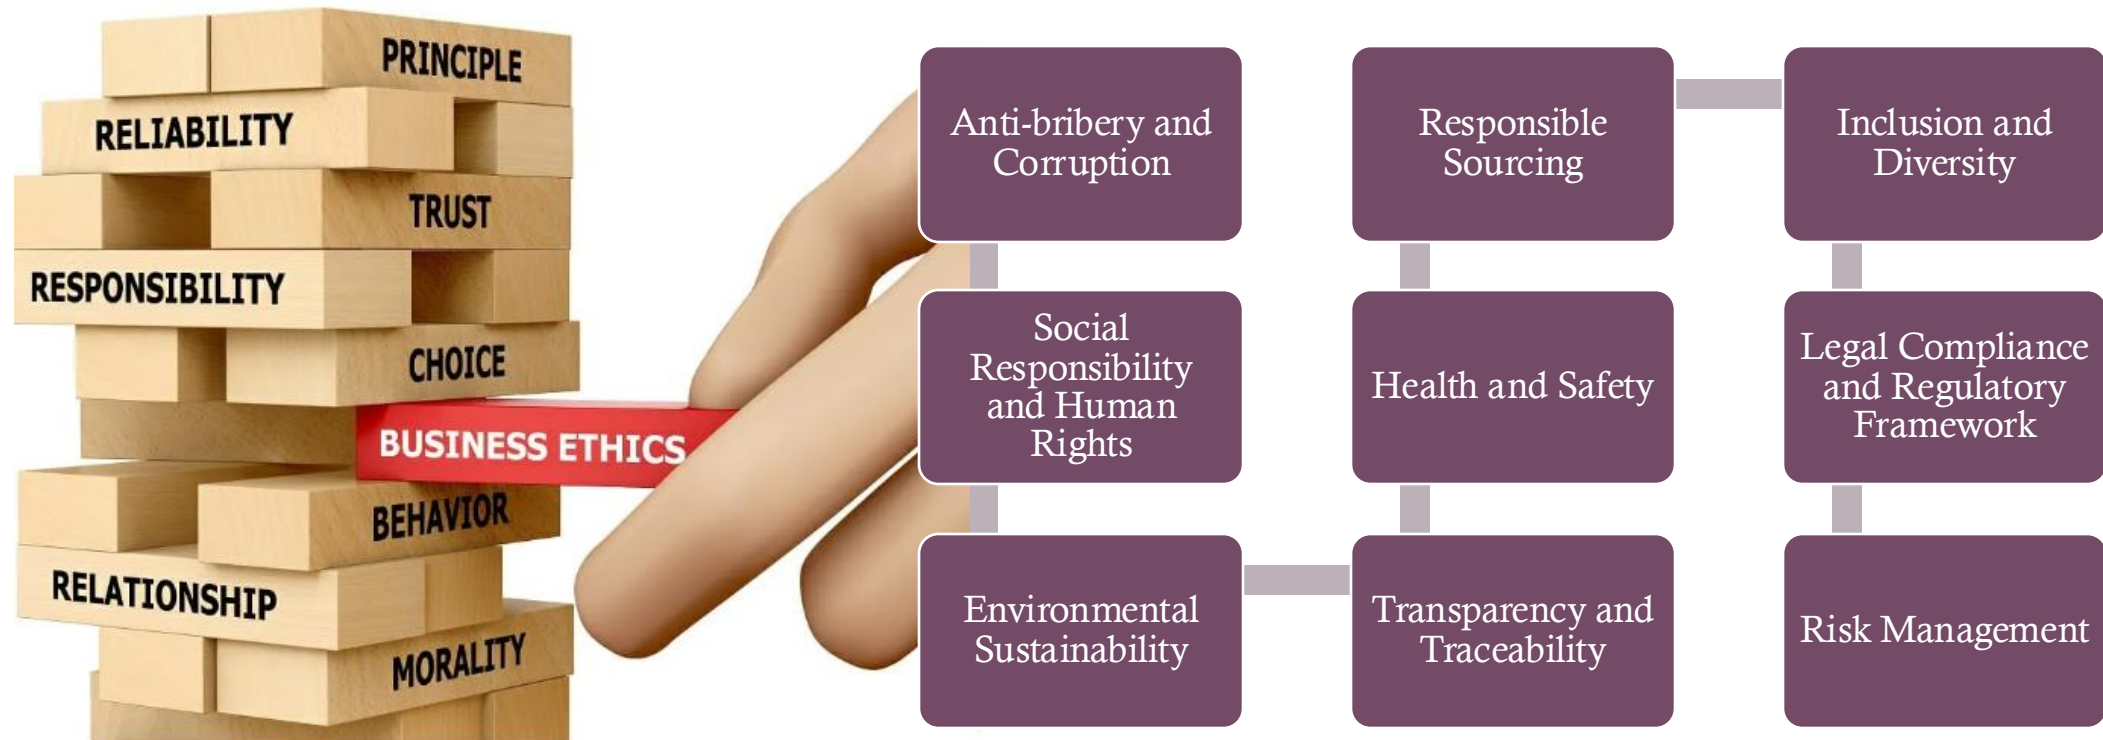 PRINCIPLE
RELIABILITY
TRUST
RESPONSIBILITY
CHOICE
BUSINESS ETHICS
BEHAVIOR
RELATIONSHIP
MORALITY
Anti-bribery and
Corruption
Social
Responsibility
and Human
Rights
Environmental
Sustainability
Transparency and
Traceability
Health and Safety
Responsible
Sourcing
Inclusion and
Diversity
Legal Compliance
and Regulatory
Framework
Risk Management